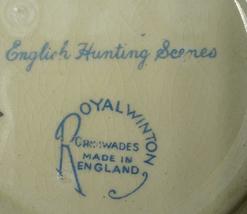 English Hunting Scenes
ROYAL WINTON
GRIMWADES
MADE IN
ENGLAND